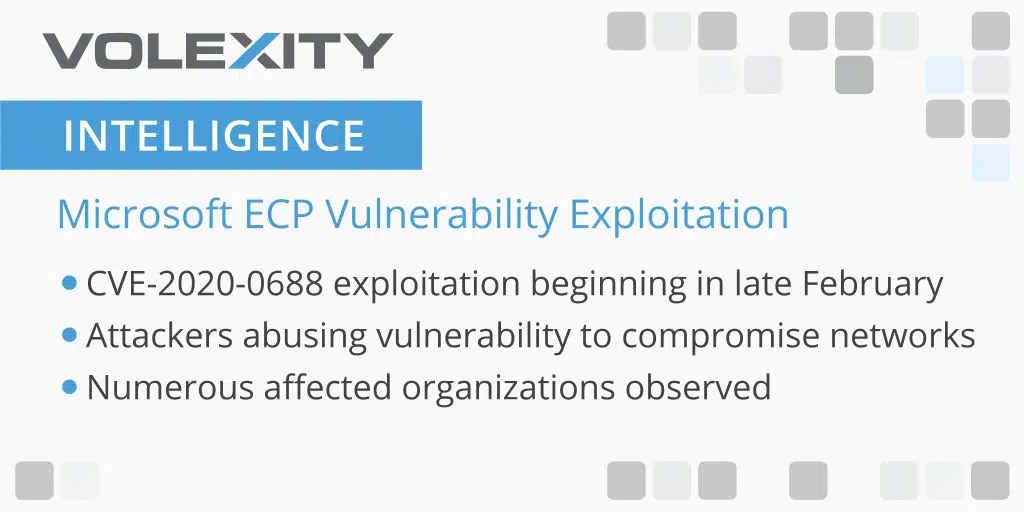 VOLEXITY
INTELLIGENCE
Microsoft ECP Vulnerability Exploitation
• CVE-2020-0688 exploitation beginning in late February
• Attackers abusing vulnerability to compromise networks
• Numerous affected organizations observed